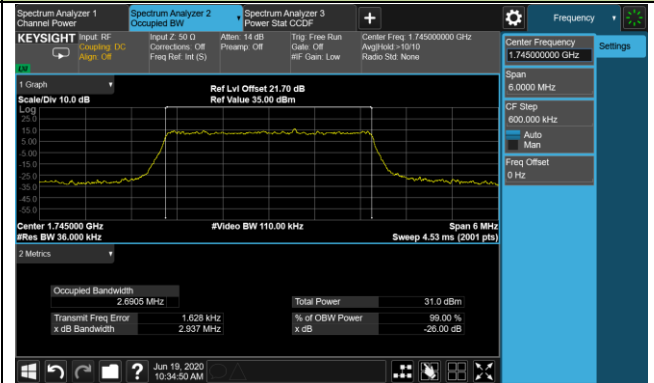 Spectrum Analyzer 1
Channel Power
Spectrum Analyzer 2
Occupied BW
Spectrum Analyzer 3
Power Stat CCDF
Frequency
KEYSIGHT
Input: RF
Coupling: DC
Align: Off
Input Z: 50 Ω
Corrections: Off
Freq Ref: Int (S)
Atten: 14 dB
Preamp: Off
Trig: Free Run
Gate: Off
#IF Gain: Low
Center Freq: 1.745000000 GHz
Avg|Hold:>10/10
Radio Std: None
Center Frequency
1.745000000 GHz
Settings
Span
6.0000 MHz
CF Step
600.000 kHz
Auto
Man
Freq Offset
0 Hz
1 Graph
Scale/Div 10.0 dB
Ref Lvl Offset 21.70 dB
Ref Value 35.00 dBm
Log
25.0
15.0
5.00
-5.00
-15.0
-25.0
-35.0
-45.0
-55.0
Center 1.745000 GHz
#Res BW 36.000 kHz
#Video BW 110.00 kHz
Span 6 MHz
Sweep 4.53 ms (2001 pts)
2 Metrics
Occupied Bandwidth
2.6905 MHz
Total Power 31.0 dBm
Transmit Freq Error 1.628 kHz
% of OBW Power 99.00 %
x dB Bandwidth 2.937 MHz
x dB -26.00 dB
Jun 19, 2020
10:34:50 AM